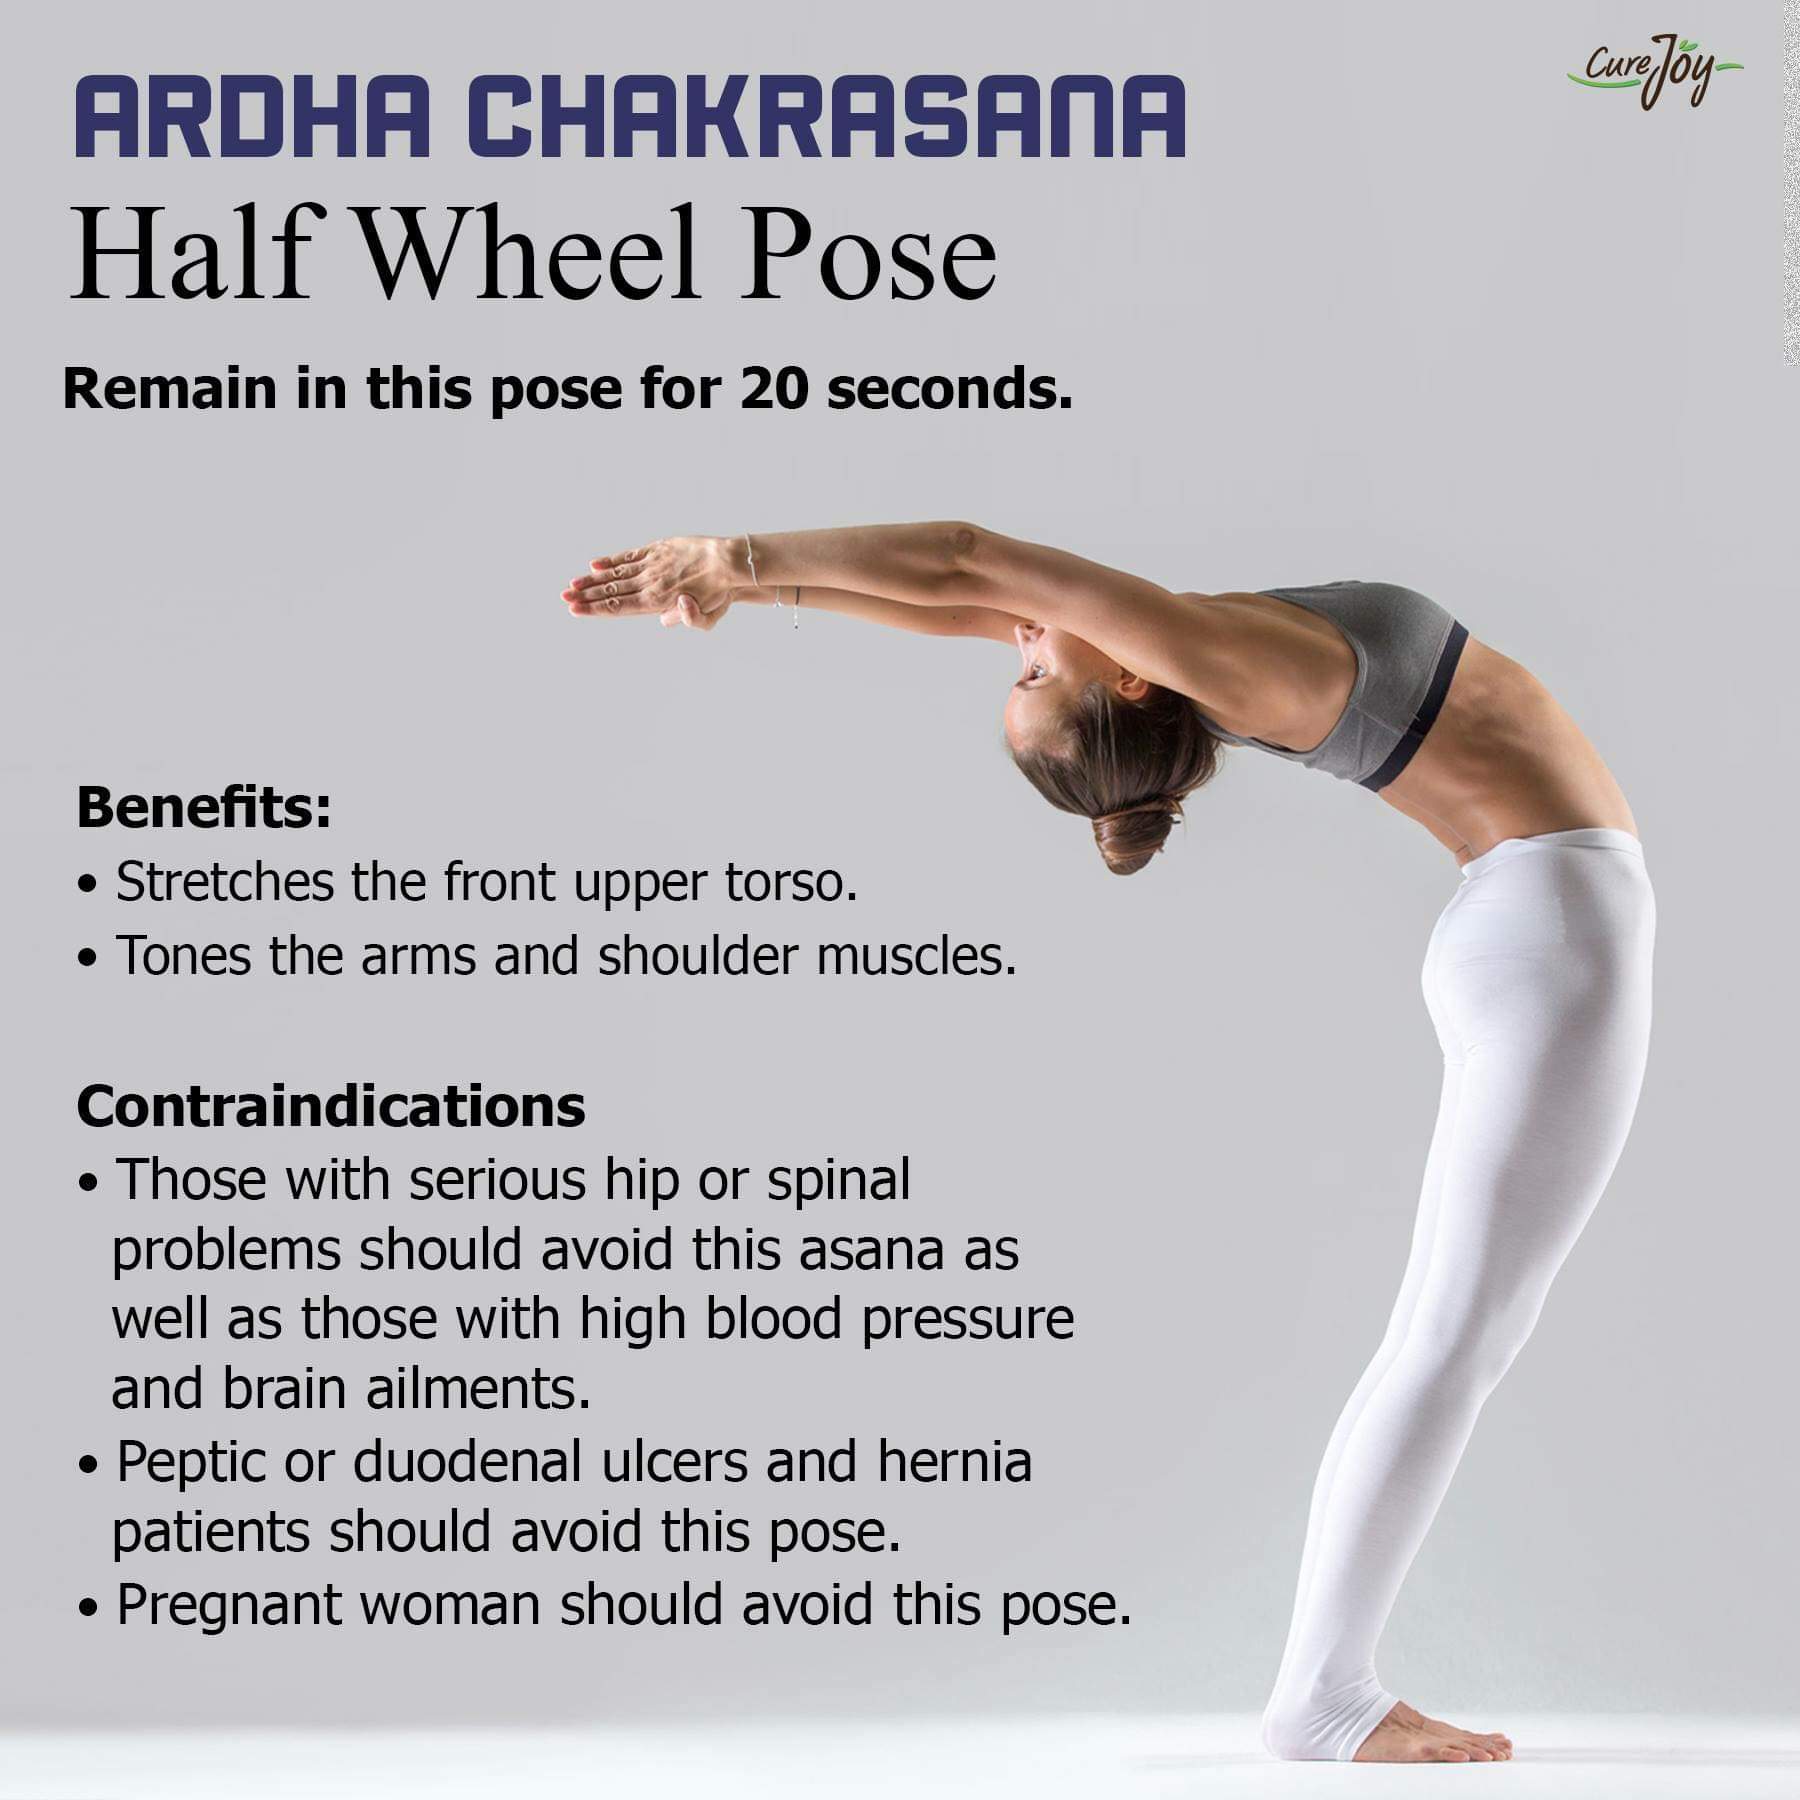 CureJoy
ARDHA CHAKRASANA
Half Wheel Pose
Remain in this pose for 20 seconds.
Benefits:
• Stretches the front upper torso.
• Tones the arms and shoulder muscles.
Contraindications
• Those with serious hip or spinal
problems should avoid this asana as
well as those with high blood pressure
and brain ailments.
• Peptic or duodenal ulcers and hernia
patients should avoid this pose.
• Pregnant woman should avoid this pose.